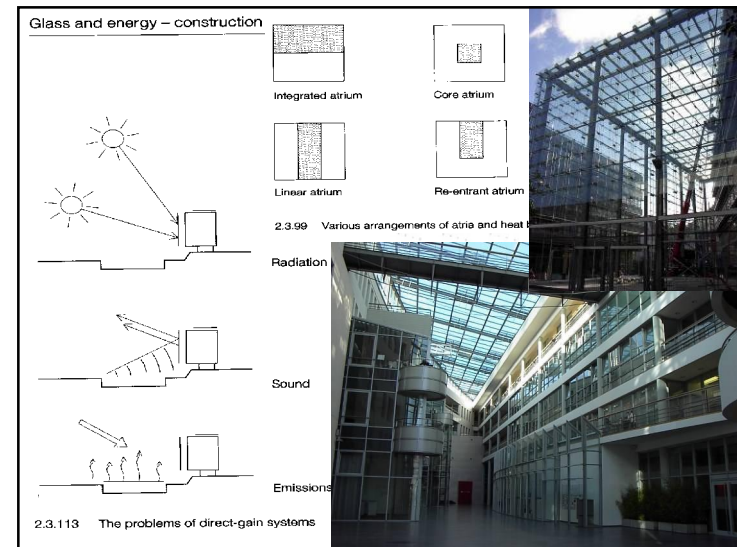 Glass and energy – construction
Integrated atrium
Core atrium
Linear atrium
Re-entrant atrium
2.3.99 Various arrangements of atria and heat
Radiation
Sound
Emissions
2.3.113 The problems of direct-gain systems